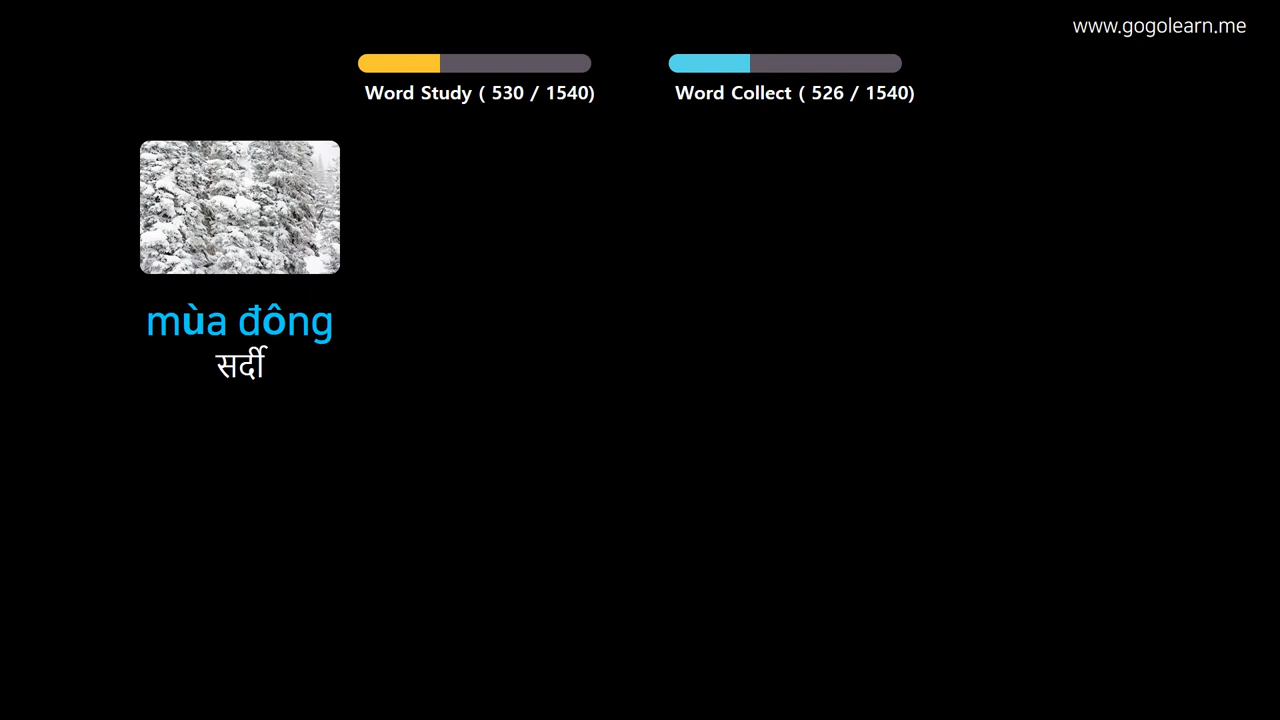 www.gogolearn.me
Word Study ( 530 / 1540)
Word Collect ( 526 / 1540)
mùa đông
सर्दी